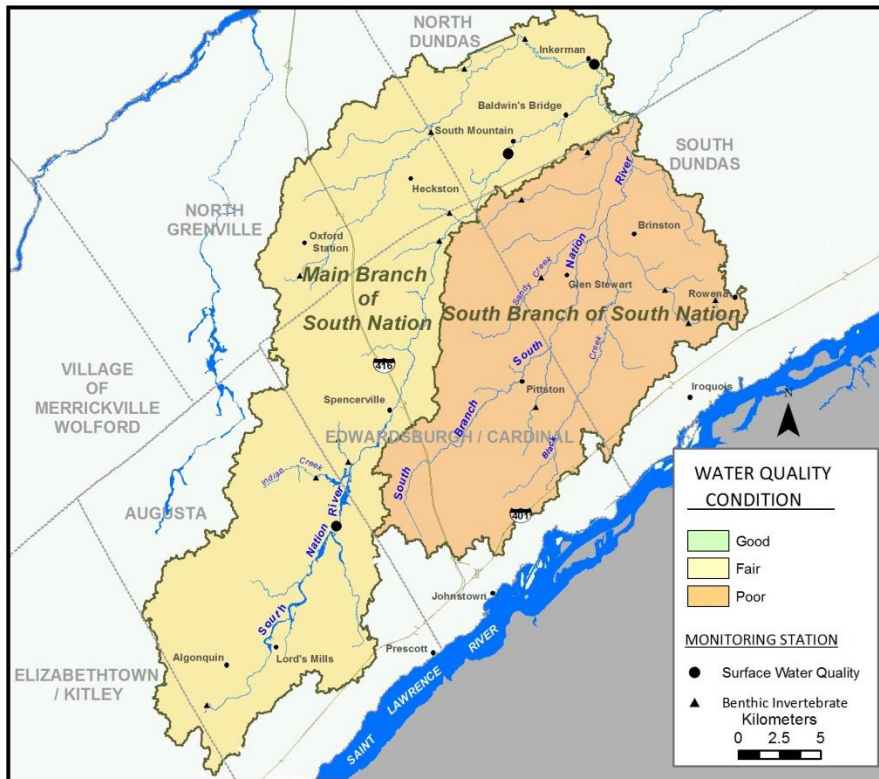 NORTH
DUNDAS
Inkerman
Baldwin's Bridge
South Mountain
SOUTH
DUNDAS
Heckston
NORTH
GRENVILLE
Oxford
Station
Brinston
River
Nation
Sandy Creek
Glen Stewart
Rowena
Main Branch
of
South Nation
South Branch of South Nation
Creek
South
416
VILLAGE
OF
MERRICKVILLE
WOLFORD
Pittston
Iroquois
N
Spencerville
Branch
EDWARDSBURGH / CARDINAL
Black
South
Indian Creek
River
AUGUSTA
401
Nation
Johnstown
South
Algonquin
Lord's Mills
Prescott
ELIZABETHTOWN
/ KITLEY
SAINT LAWRENCE RIVER
WATER QUALITY
CONDITION
Good
Fair
Poor
MONITORING STATION
Surface Water Quality
Benthic Invertebrate
Kilometers
0 2.5 5